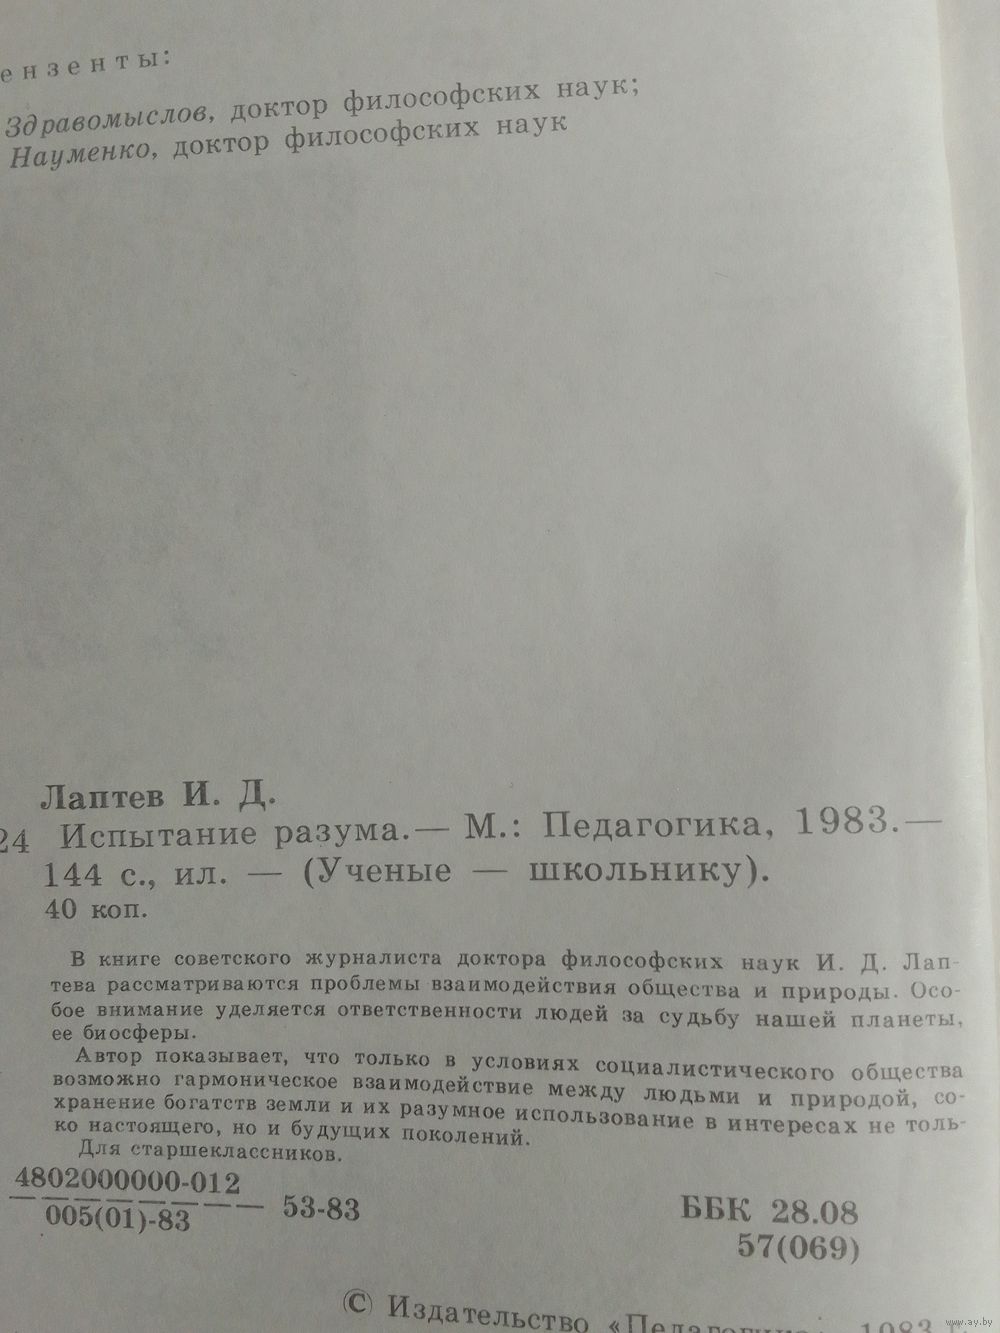 ензенты:
Здравомыслов, доктор философских наук;
Науменко, доктор философских наук
Лаптев И. Д.
24 Испытание разума.— М.: Педагогика, 1983.—
144 с., ил. — (Ученые — школьнику).
40 коп.
В книге советского журналиста доктора философских наук И. Д. Лап-
тева рассматриваются проблемы взаимодействия общества и природы. Осо-
бое внимание уделяется ответственности людей за судьбу нашей планеты,
ее биосферы.
Автор показывает, что только в условиях социалистического общества
возможно гармоническое взаимодействие между людьми и природой, со-
хранение богатств земли и их разумное использование в интересах не толь-
ко настоящего, но и будущих поколений.
Для старшеклассников.
4802000000-012
005(01)-83
53-83
ББК 28.08
57(069)
© Издательство «Педагогика», 1983 г.
www.ay.by